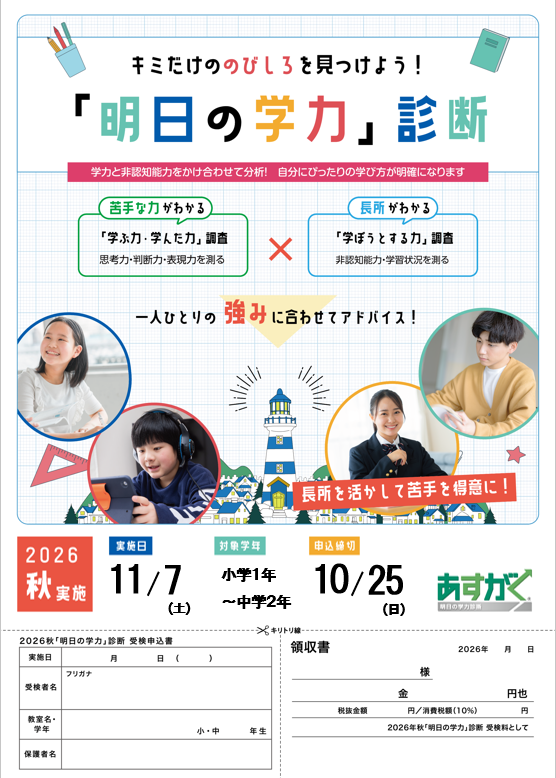 キミだけののびしろを見つけよう！
「明日の学力」診断
学力と非認知能力をかけ合わせて分析! 自分にぴったりの学び方が明確になります
苦手な力がわかる
「学ぶ力・学んだ力」調査
思考力・判断力・表現力を測る
×
長所がわかる
「学ぼうとする力」調査
非認知能力・学習状況を測る
一人ひとりの 強みに合わせてアドバイス！
長所を活かして苦手を得意に！
2026
秋実施
実施日
11/7
(土)
対象学年
小学1年
～中学2年
申込締切
10/25
(日)
あすがく
明日の学力診断
キリトリ線
2026秋「明日の学力」診断 受検申込書
実施日
月 日 ( )
受検者名
フリガナ
教室名・
学年
小・中 年生
保護者名
領収書
2026年 月 日
様
金 円也
税抜金額 円／消費税額(10%) 円
2026年秋「明日の学力」診断 受検料として